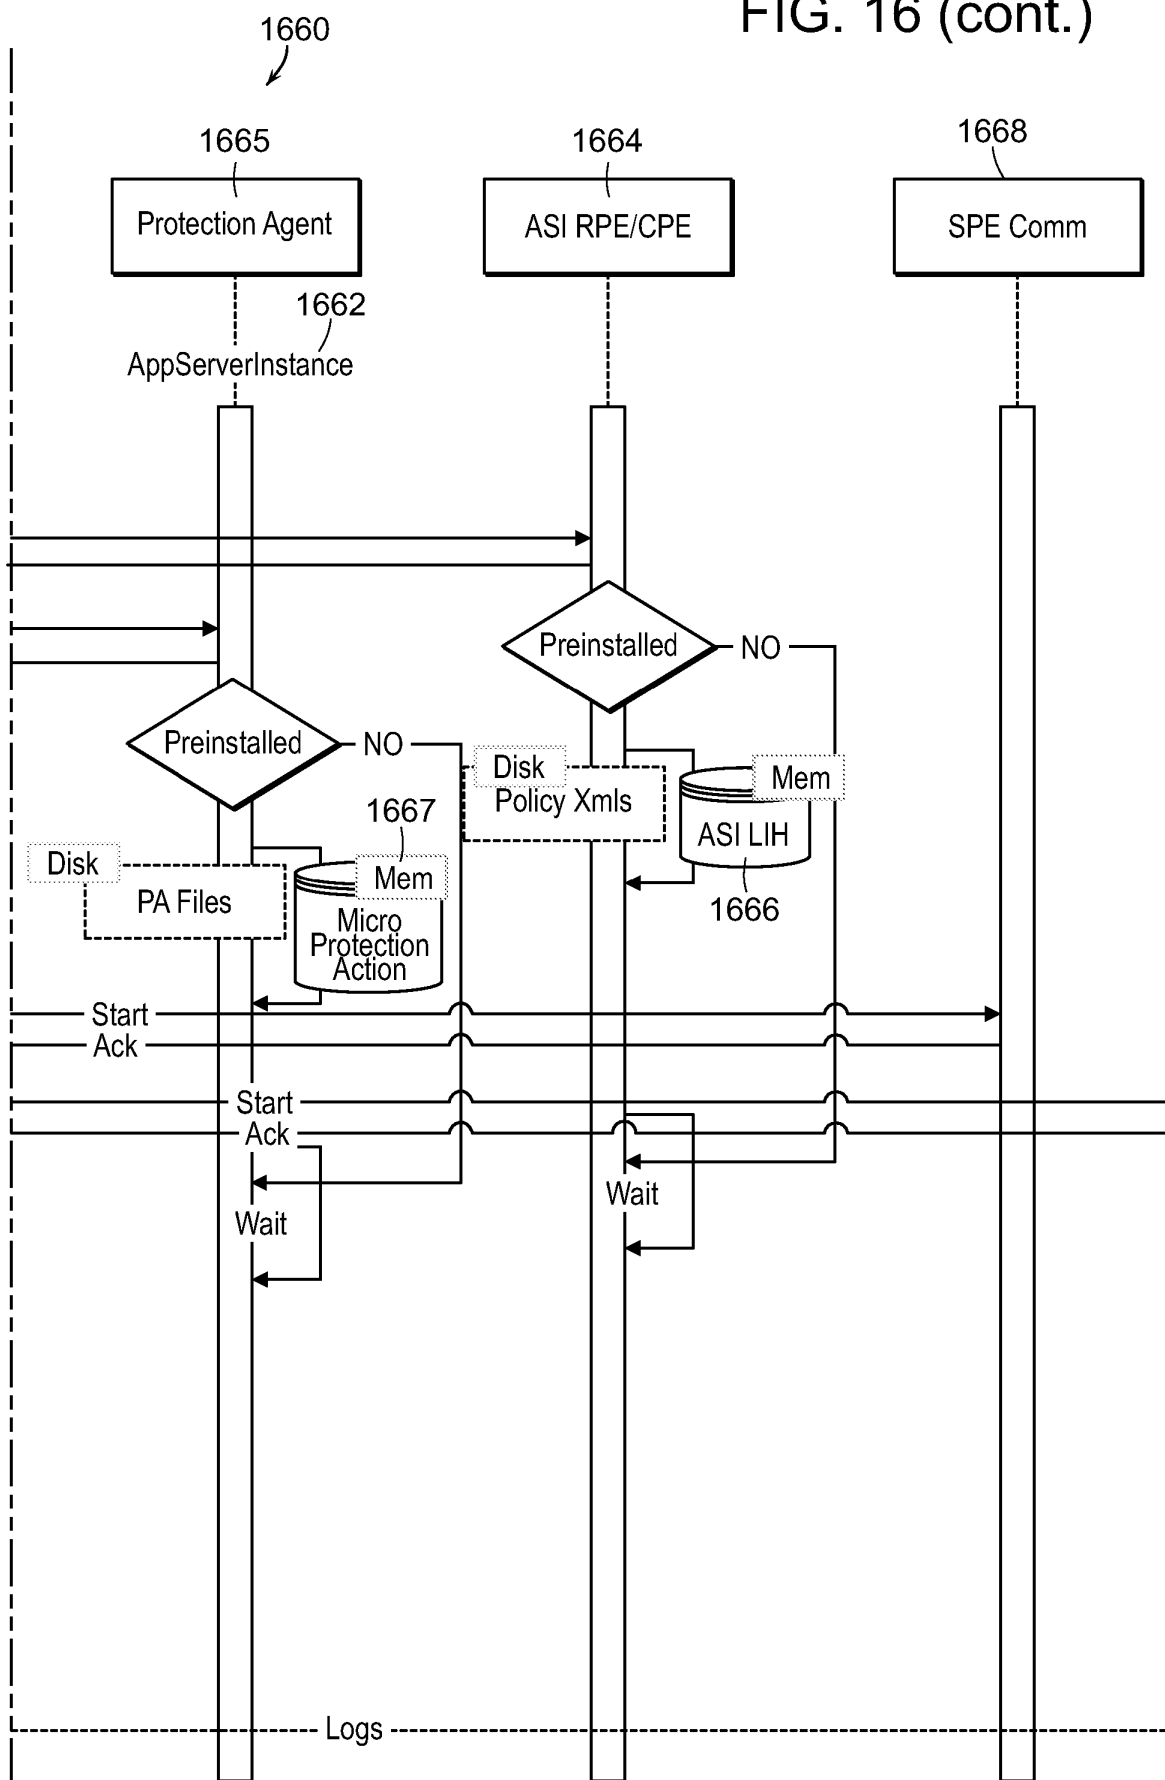 FIG. 16 (cont.)
1660
1665
1664
1668
Protection Agent
ASI RPE/CPE
SPE Comm
1662
AppServerInstance
Preinstalled
NO
Preinstalled
NO
Disk
Policy Xmls
Mem
ASI LIH
1666
1667
Disk
PA Files
Mem
Micro
Protection
Action
Start
Ack
Start
Ack
Wait
Wait
Logs